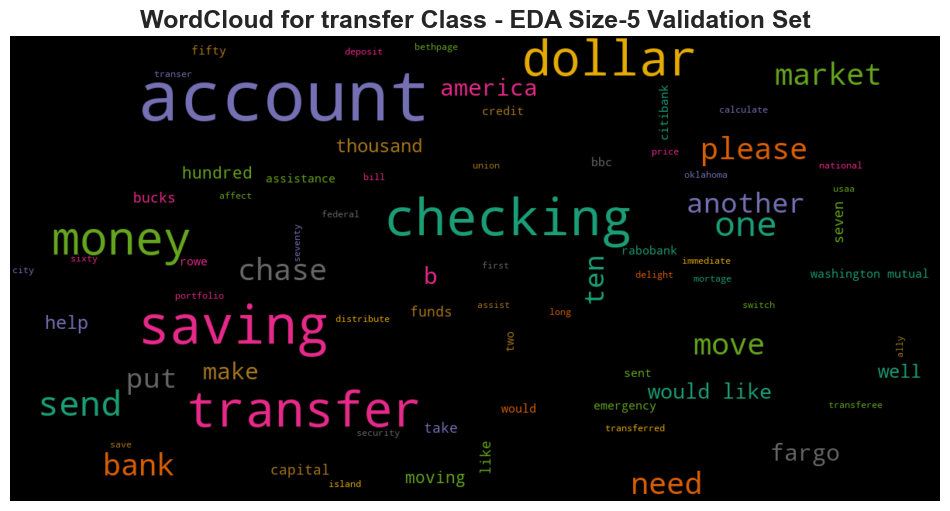 WordCloud for transfer Class - EDA Size-5 Validation Set
fifty
deposit
bethpage
dollar
transer
account
america
market
credit
citibank
calculate
thousand
please
price
hundred
assistance
bill
union
bbc
oklahoma
national
bucks
affect
another
usaa
federal
checking
one
seven
money
seventy
sixty
rowe
city
chase
b
first
ten
rabobank
immediate
delight
mortage
washington mutual
portfolio
help
saving
distribute
funds
assist
long
switch
two
move
ally
put
make
sent
well
send
transfer
would like
would
emergency
transferee
security
take
transferred
save
bank
capital
island
moving
like
need
fargo